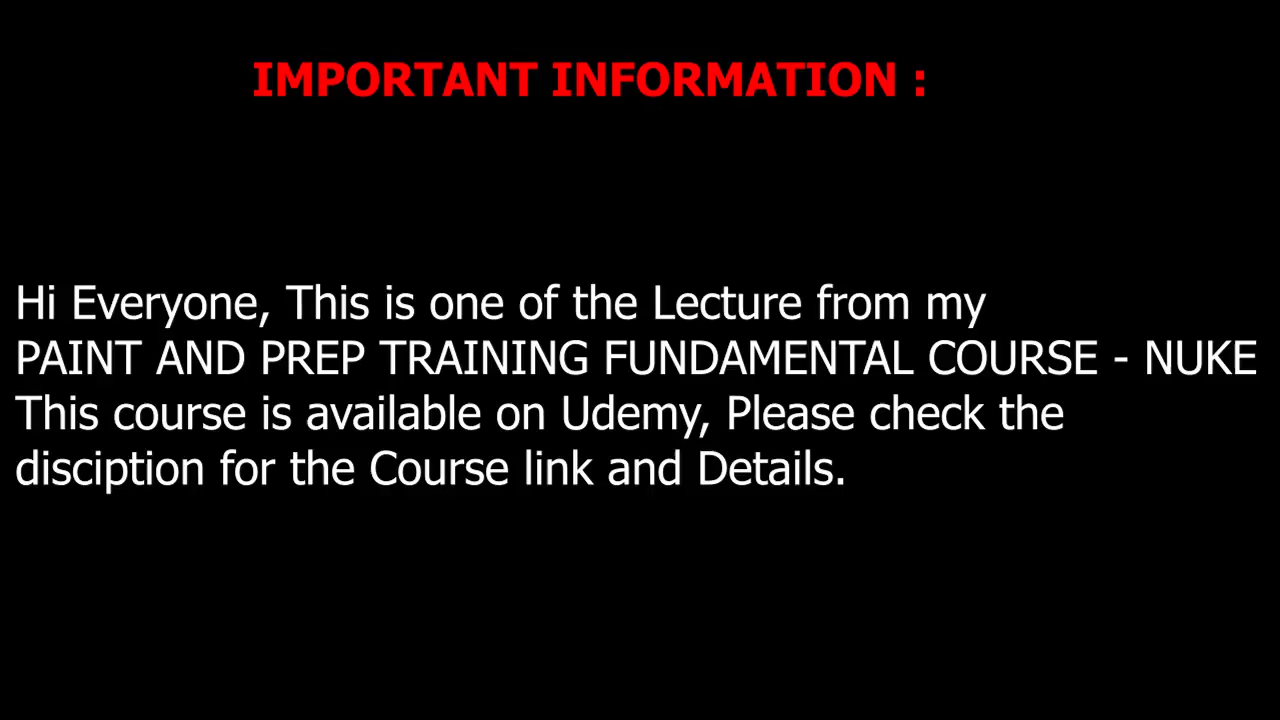 IMPORTANT INFORMATION :
Hi Everyone, This is one of the Lecture from my
PAINT AND PREP TRAINING FUNDAMENTAL COURSE - NUKE
This course is available on Udemy, Please check the
disciption for the Course link and Details.